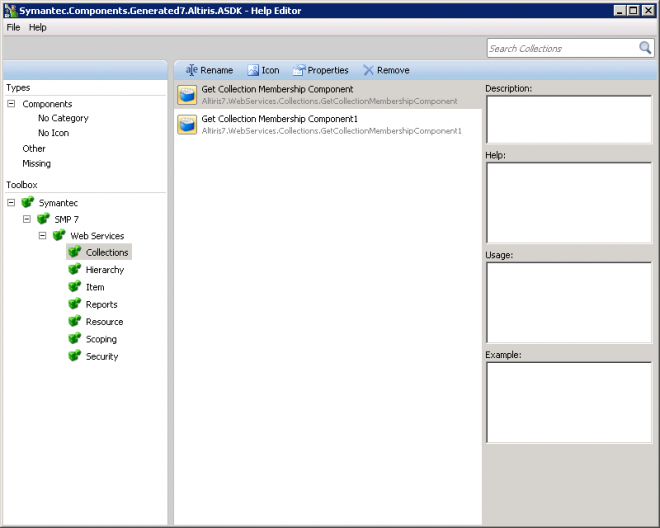 Symantec.Components.Generated7.Altiris.ASDK - Help Editor
File Help
Search Collections
Rename Icon Properties Remove
Types
Components
No Category
No Icon
Other
Missing
Toolbox
Symantec
SMP 7
Web Services
Collections
Hierarchy
Item
Reports
Resource
Scoping
Security
Get Collection Membership Component
Altiris7.WebServices.Collections.GetCollectionMembershipComponent
Get Collection Membership Component1
Altiris7.WebServices.Collections.GetCollectionMembershipComponent1
Description:
Help:
Usage:
Example: